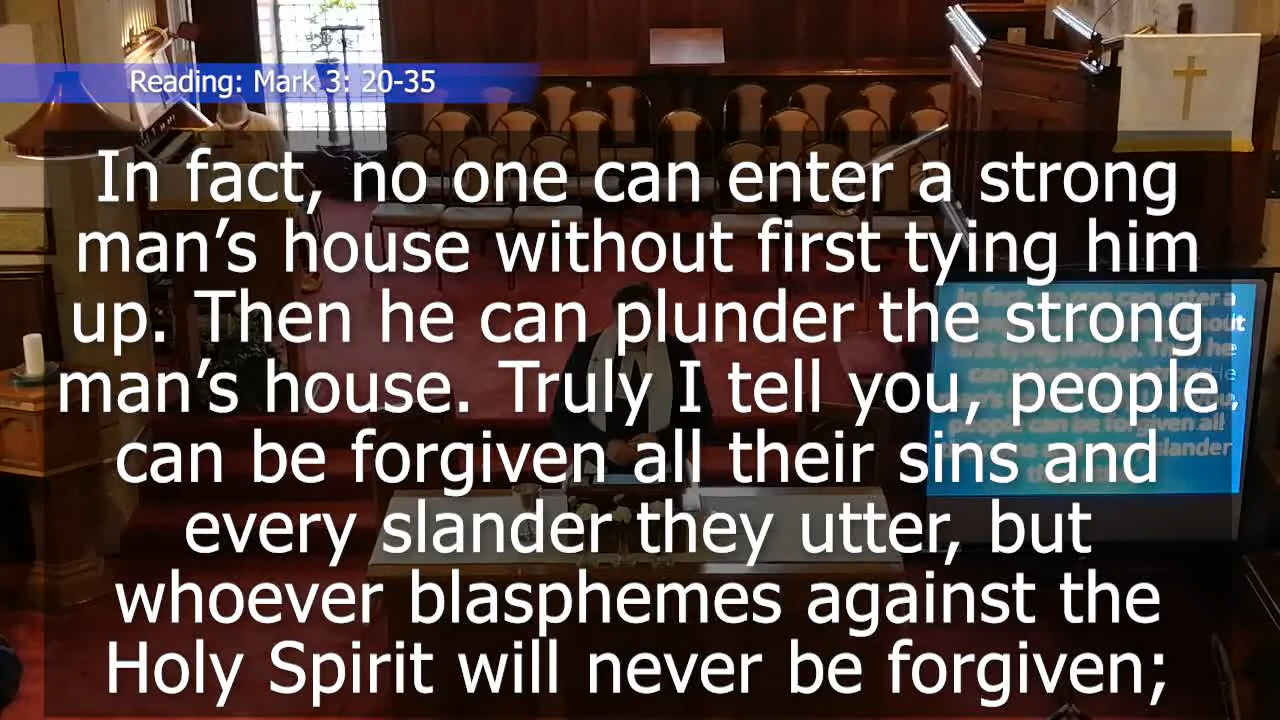 Reading: Mark 3: 20-35
In fact, no one can enter a strong
man’s house without first tying him
up. Then he can plunder the strong
man’s house. Truly I tell you, people
can be forgiven all their sins and
every slander they utter, but
whoever blasphemes against the
Holy Spirit will never be forgiven;